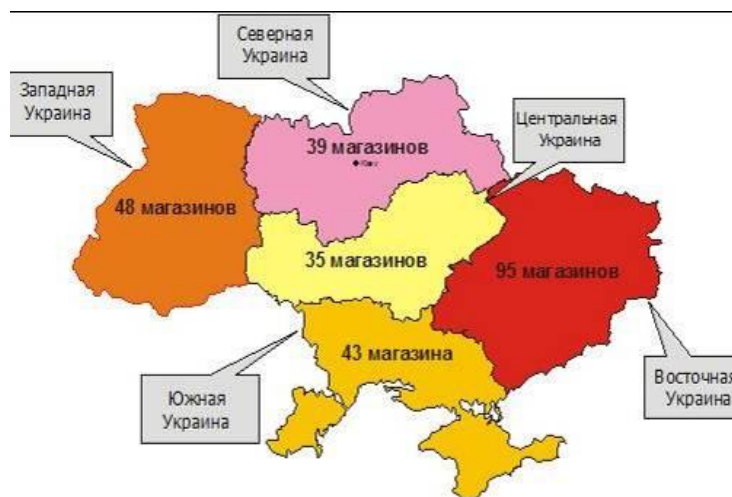 Северная
Украина
Западная
Украина
Центральная
Украина
39 магазинов
Киев
48 магазинов
35 магазинов
95 магазинов
43 магазина
Южная
Украина
Восточная
Украина